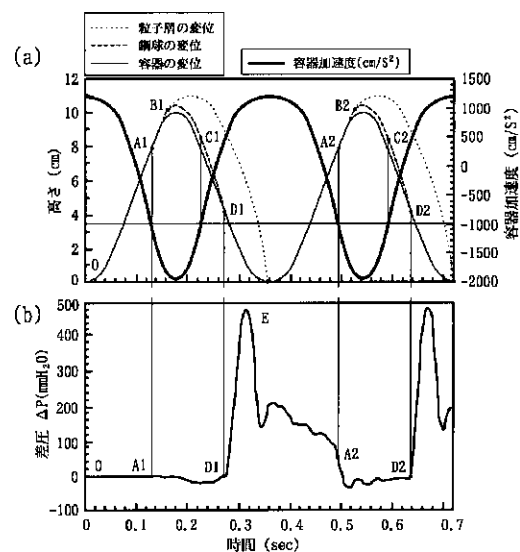 粒子層の変位
鋼球の変位
容器の変位
容器加速度(cm/S²)
(a)
12
10
8
6
4
2
0
高さ (cm)
1500
1000
500
0
-500
-1000
-1500
-2000
容器加速度(cm/S²)
A1
B1
C1
D1
A2
B2
C2
D2
0
(b)
500
400
300
200
100
0
-100
差圧 ΔP(mmH₂O)
0
A1
D1
E
A2
D2
0
0.1
0.2
0.3
0.4
0.5
0.6
0.7
時間 (sec)